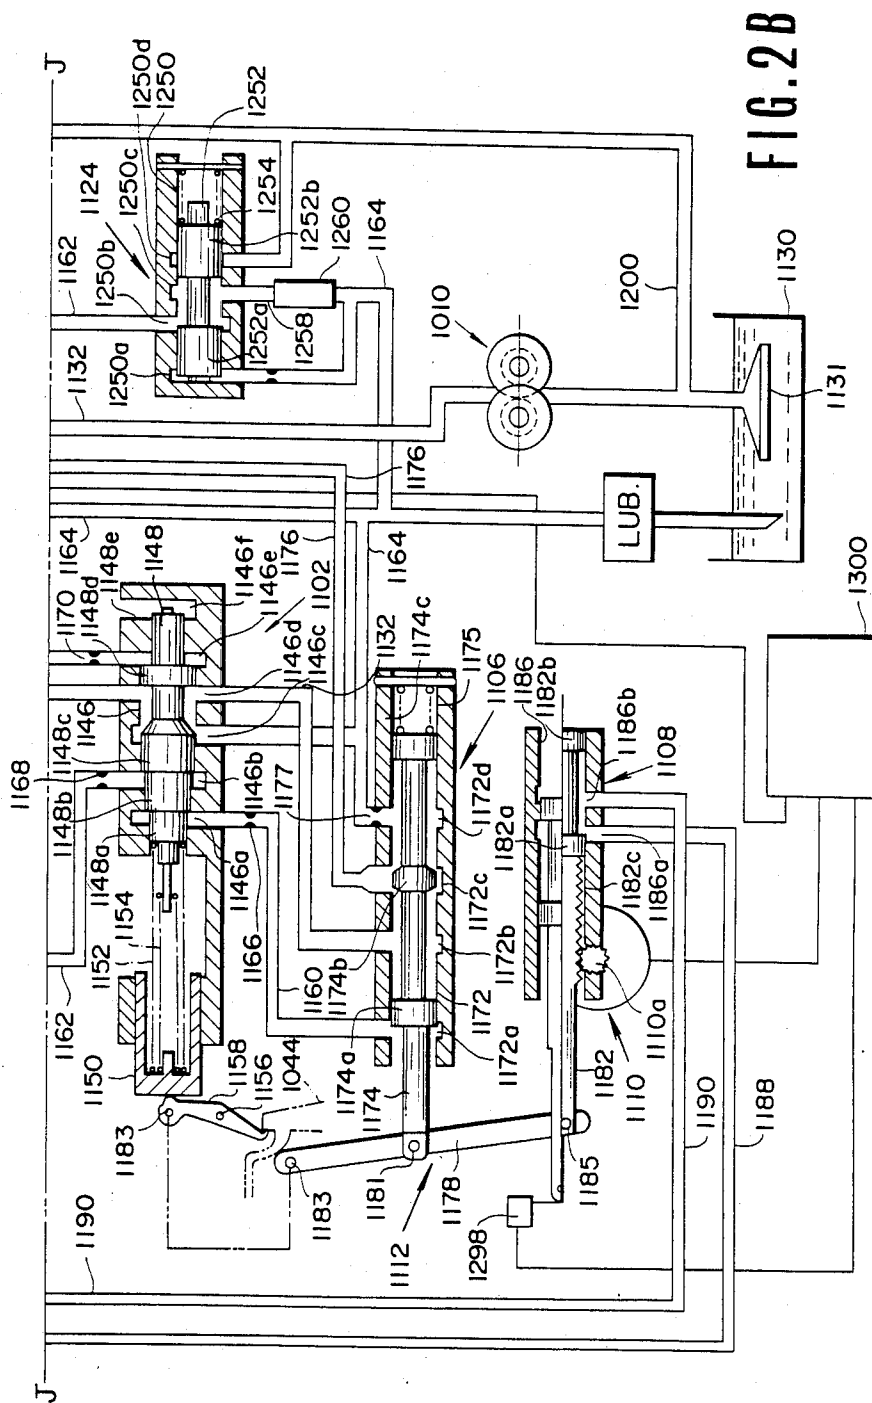 FIG.2B
J
J
1250d
1250
1252
1250c
1124
1254
1252b
1260
1164
1162
1250b
1252a
1258
1250a
1132
1200
1130
1010
1131
1176
LUB.
1300
1164
1148e
1148
1146f
1146e
1102
1176
1164
1170
1148d
1146d
1146c
1132
1174c
1175
1106
1186
1182b
1186b
1108
1146
1148c
1168
1148b
1146b
1177
1172d
1182a
1148a
1146a
1172c
1182c
1186a
1154
1152
1166
1160
1174b
1172b
1172
1110a
1162
1150
1158
1156
1044
1174a
1174
1172a
1182
1110
1190
1188
1183
1183
1181
1178
1185
1112
1298
1190